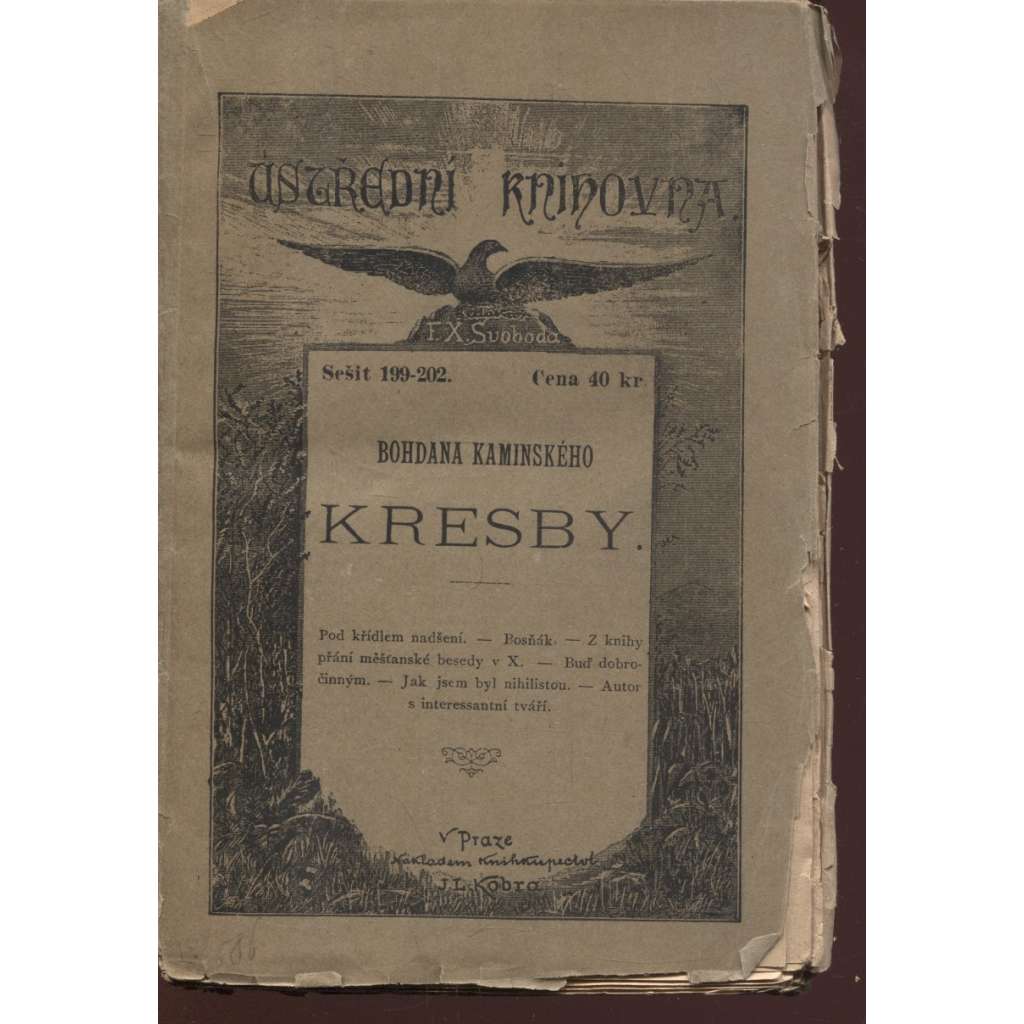 ÚSTŘEDNÍ KNIHOVNA.
F. X. Svoboda
Sešit 199-202. Cena 40 kr
BOHDANA KAMINSKÉHO
KRESBY.
Pod křídlem nadšení. — Bosňák. — Z knihy
přání měšťanské besedy v X. — Buď dobro-
činným. — Jak jsem byl nihilistou. — Autor
s interessantní tváří.
V Praze
Nákladem knihkupectví
J. L. Kobra